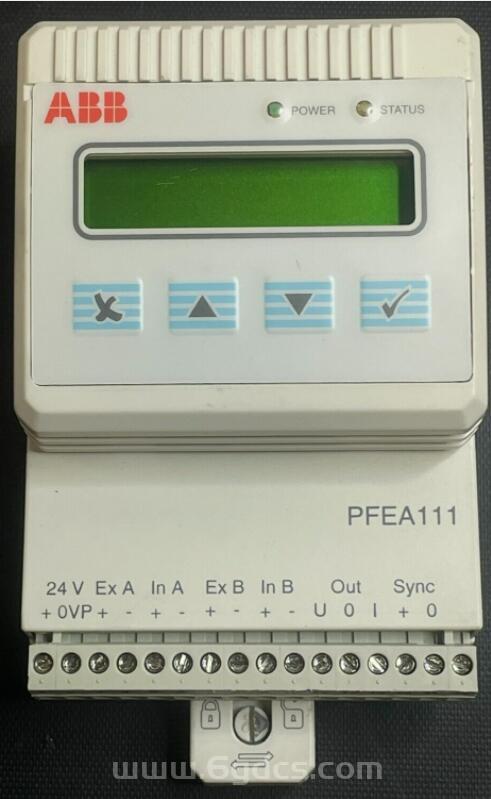 ABB
POWER STATUS
PFEA111
24 V Ex A In A Ex B In B Out Sync
+ 0VP + - + - + - + - U 0 I + 0
www.6gdcs.com